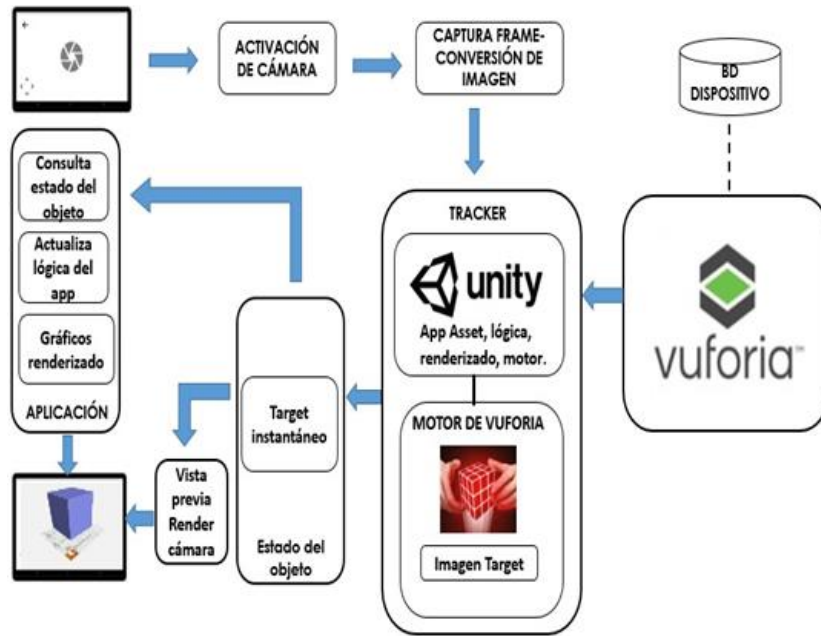 ACTIVACIÓN
DE CÁMARA
CAPTURA FRAME-
CONVERSIÓN DE
IMAGEN
BD
DISPOSITIVO
Consulta
estado del
objeto
Actualiza
lógica del
app
Gráficos
renderizado
APLICACIÓN
TRACKER
unity
App Asset, lógica,
renderizado, motor.
MOTOR DE VUFORIA
Imagen Target
vuforia™
Target
instantáneo
Estado del
objeto
Vista
previa
Render
cámara